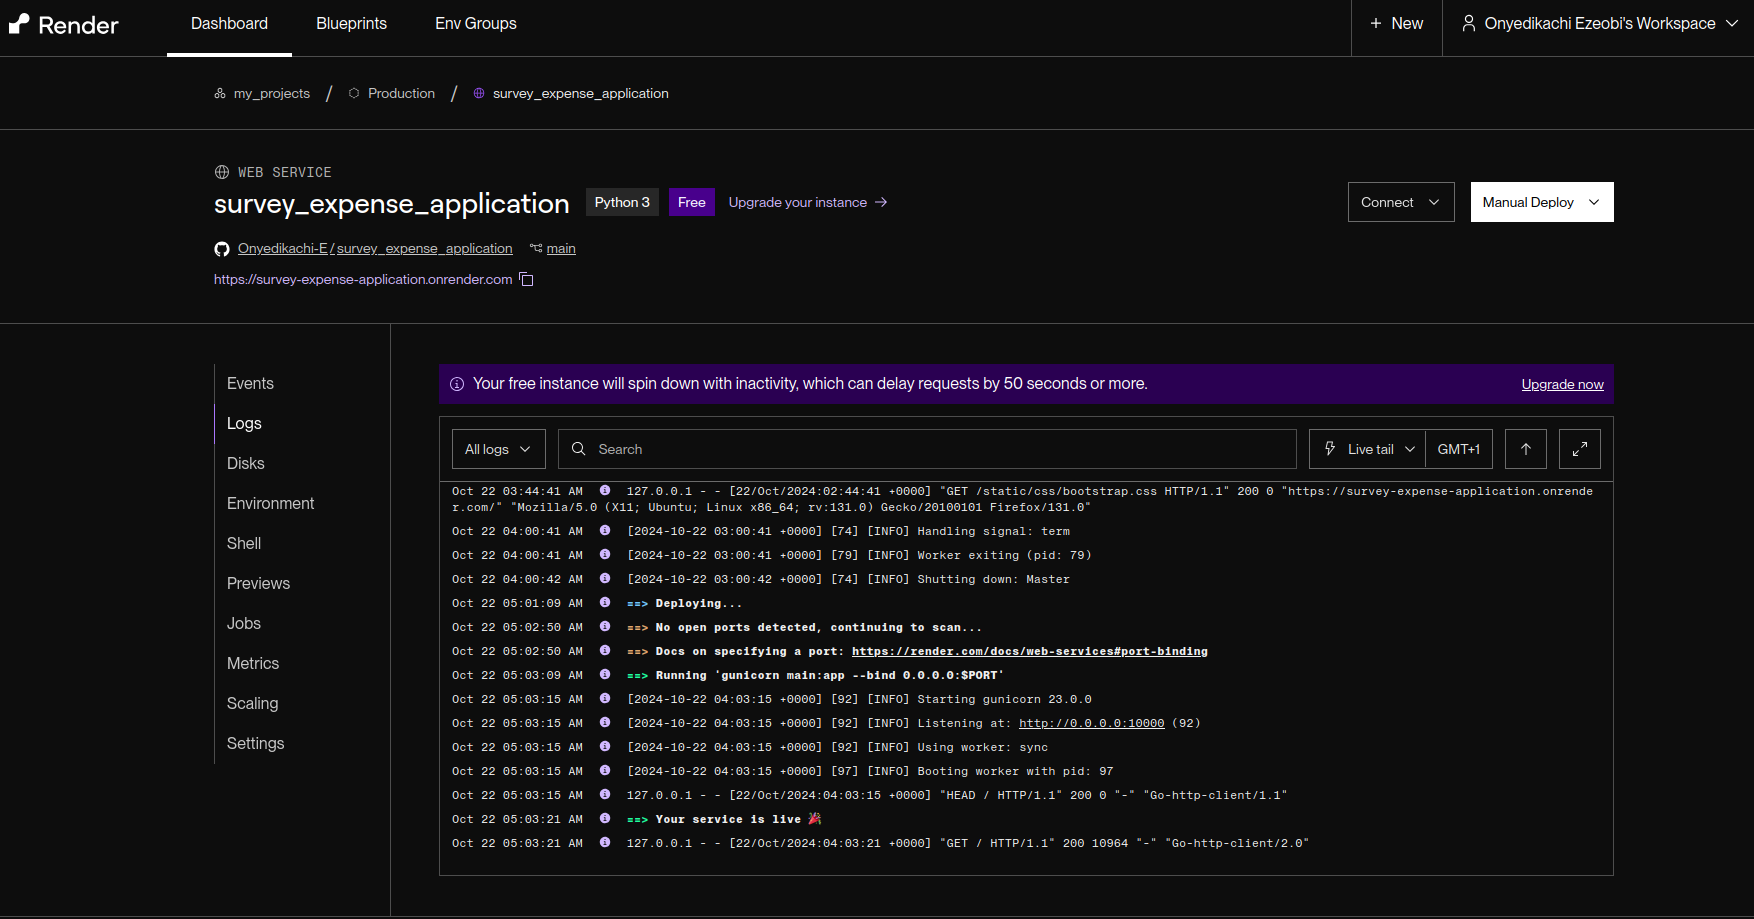 Render
Dashboard
Blueprints
Env Groups
+ New
Onyedikachi Ezeobi's Workspace
my_projects / Production / survey_expense_application
WEB SERVICE
survey_expense_application
Python 3
Free
Upgrade your instance →
Connect
Manual Deploy
Onyedikachi-E / survey_expense_application
main
https://survey-expense-application.onrender.com
Events
Logs
Disks
Environment
Shell
Previews
Jobs
Metrics
Scaling
Settings
Your free instance will spin down with inactivity, which can delay requests by 50 seconds or more.
Upgrade now
All logs
Search
Live tail
GMT+1
Oct 22 03:44:41 AM 127.0.0.1 - - [22/Oct/2024:02:44:41 +0000] "GET /static/css/bootstrap.css HTTP/1.1" 200 0 "https://survey-expense-application.onrende
r.com/" "Mozilla/5.0 (X11; Ubuntu; Linux x86_64; rv:131.0) Gecko/20100101 Firefox/131.0"
Oct 22 04:00:41 AM [2024-10-22 03:00:41 +0000] [74] [INFO] Handling signal: term
Oct 22 04:00:41 AM [2024-10-22 03:00:41 +0000] [79] [INFO] Worker exiting (pid: 79)
Oct 22 04:00:42 AM [2024-10-22 03:00:42 +0000] [74] [INFO] Shutting down: Master
Oct 22 05:01:09 AM ==> Deploying...
Oct 22 05:02:50 AM ==> No open ports detected, continuing to scan...
Oct 22 05:02:50 AM ==> Docs on specifying a port: https://render.com/docs/web-services#port-binding
Oct 22 05:03:09 AM ==> Running 'gunicorn main:app --bind 0.0.0.0:$PORT'
Oct 22 05:03:15 AM [2024-10-22 04:03:15 +0000] [92] [INFO] Starting gunicorn 23.0.0
Oct 22 05:03:15 AM [2024-10-22 04:03:15 +0000] [92] [INFO] Listening at: http://0.0.0.0:10000 (92)
Oct 22 05:03:15 AM [2024-10-22 04:03:15 +0000] [92] [INFO] Using worker: sync
Oct 22 05:03:15 AM [2024-10-22 04:03:15 +0000] [97] [INFO] Booting worker with pid: 97
Oct 22 05:03:15 AM 127.0.0.1 - - [22/Oct/2024:04:03:15 +0000] "HEAD / HTTP/1.1" 200 0 "-" "Go-http-client/1.1"
Oct 22 05:03:21 AM ==> Your service is live 🎉
Oct 22 05:03:21 AM 127.0.0.1 - - [22/Oct/2024:04:03:21 +0000] "GET / HTTP/1.1" 200 10964 "-" "Go-http-client/2.0"